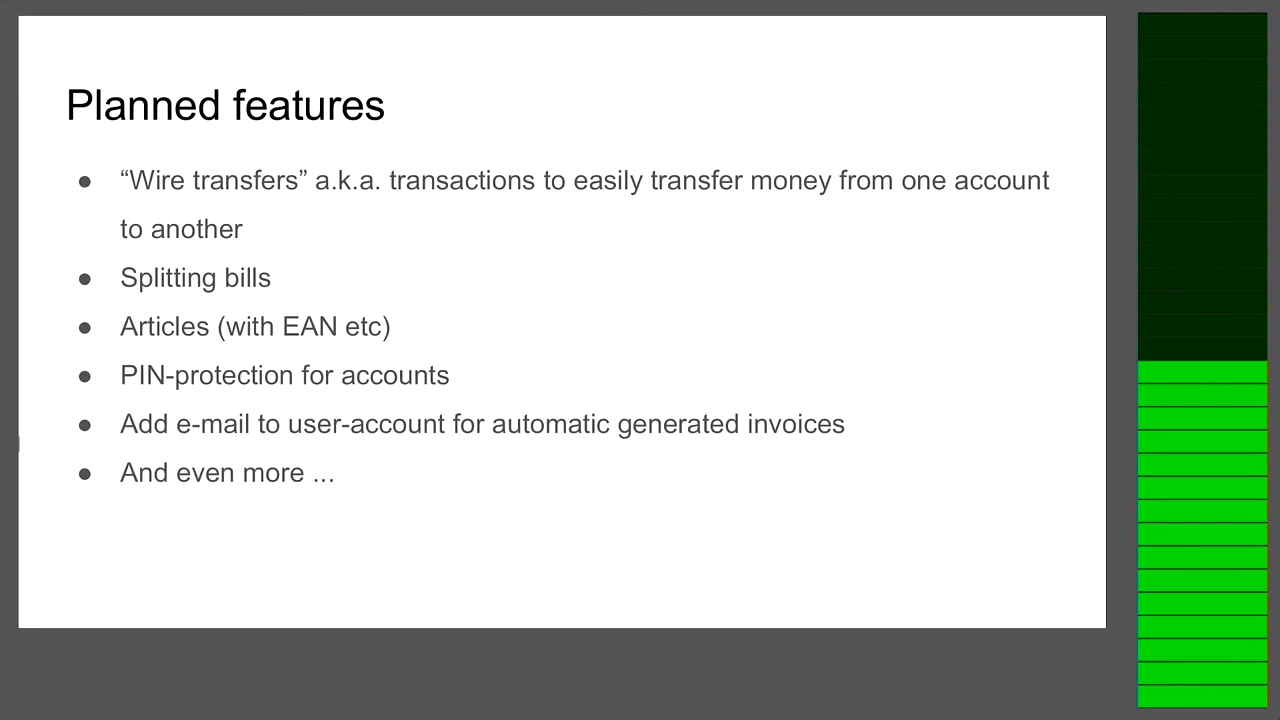 Planned features
● “Wire transfers” a.k.a. transactions to easily transfer money from one account
to another
● Splitting bills
● Articles (with EAN etc)
● PIN-protection for accounts
● Add e-mail to user-account for automatic generated invoices
● And even more ...